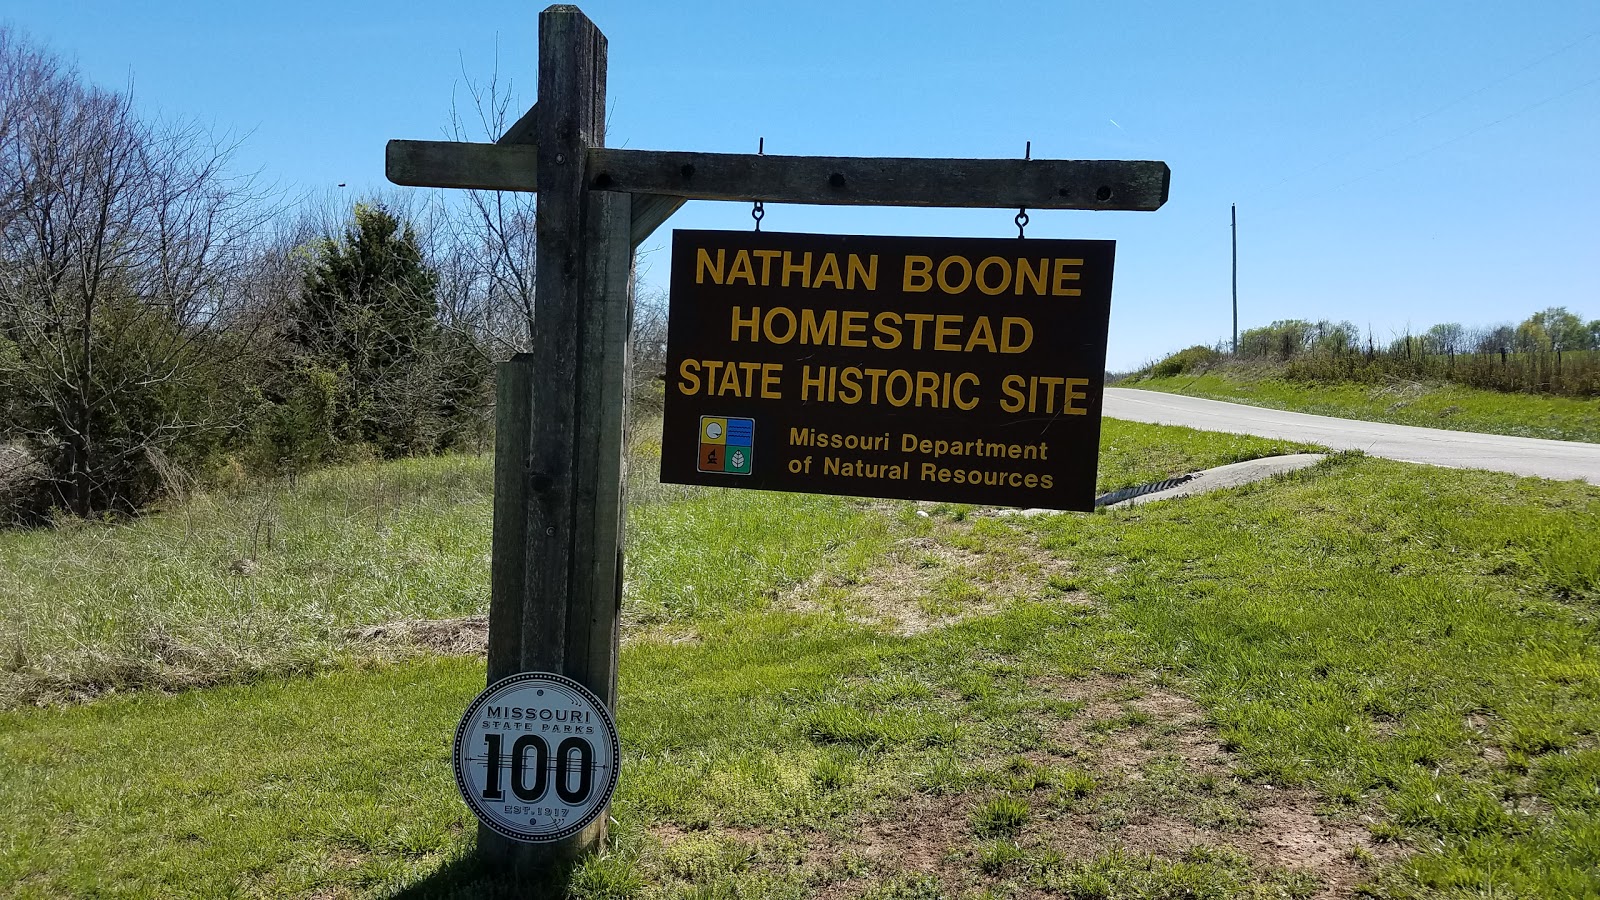 NATHAN BOONE
HOMESTEAD
STATE HISTORIC SITE
Missouri Department
of Natural Resources
MISSOURI
STATE PARKS
100
EST. 1917